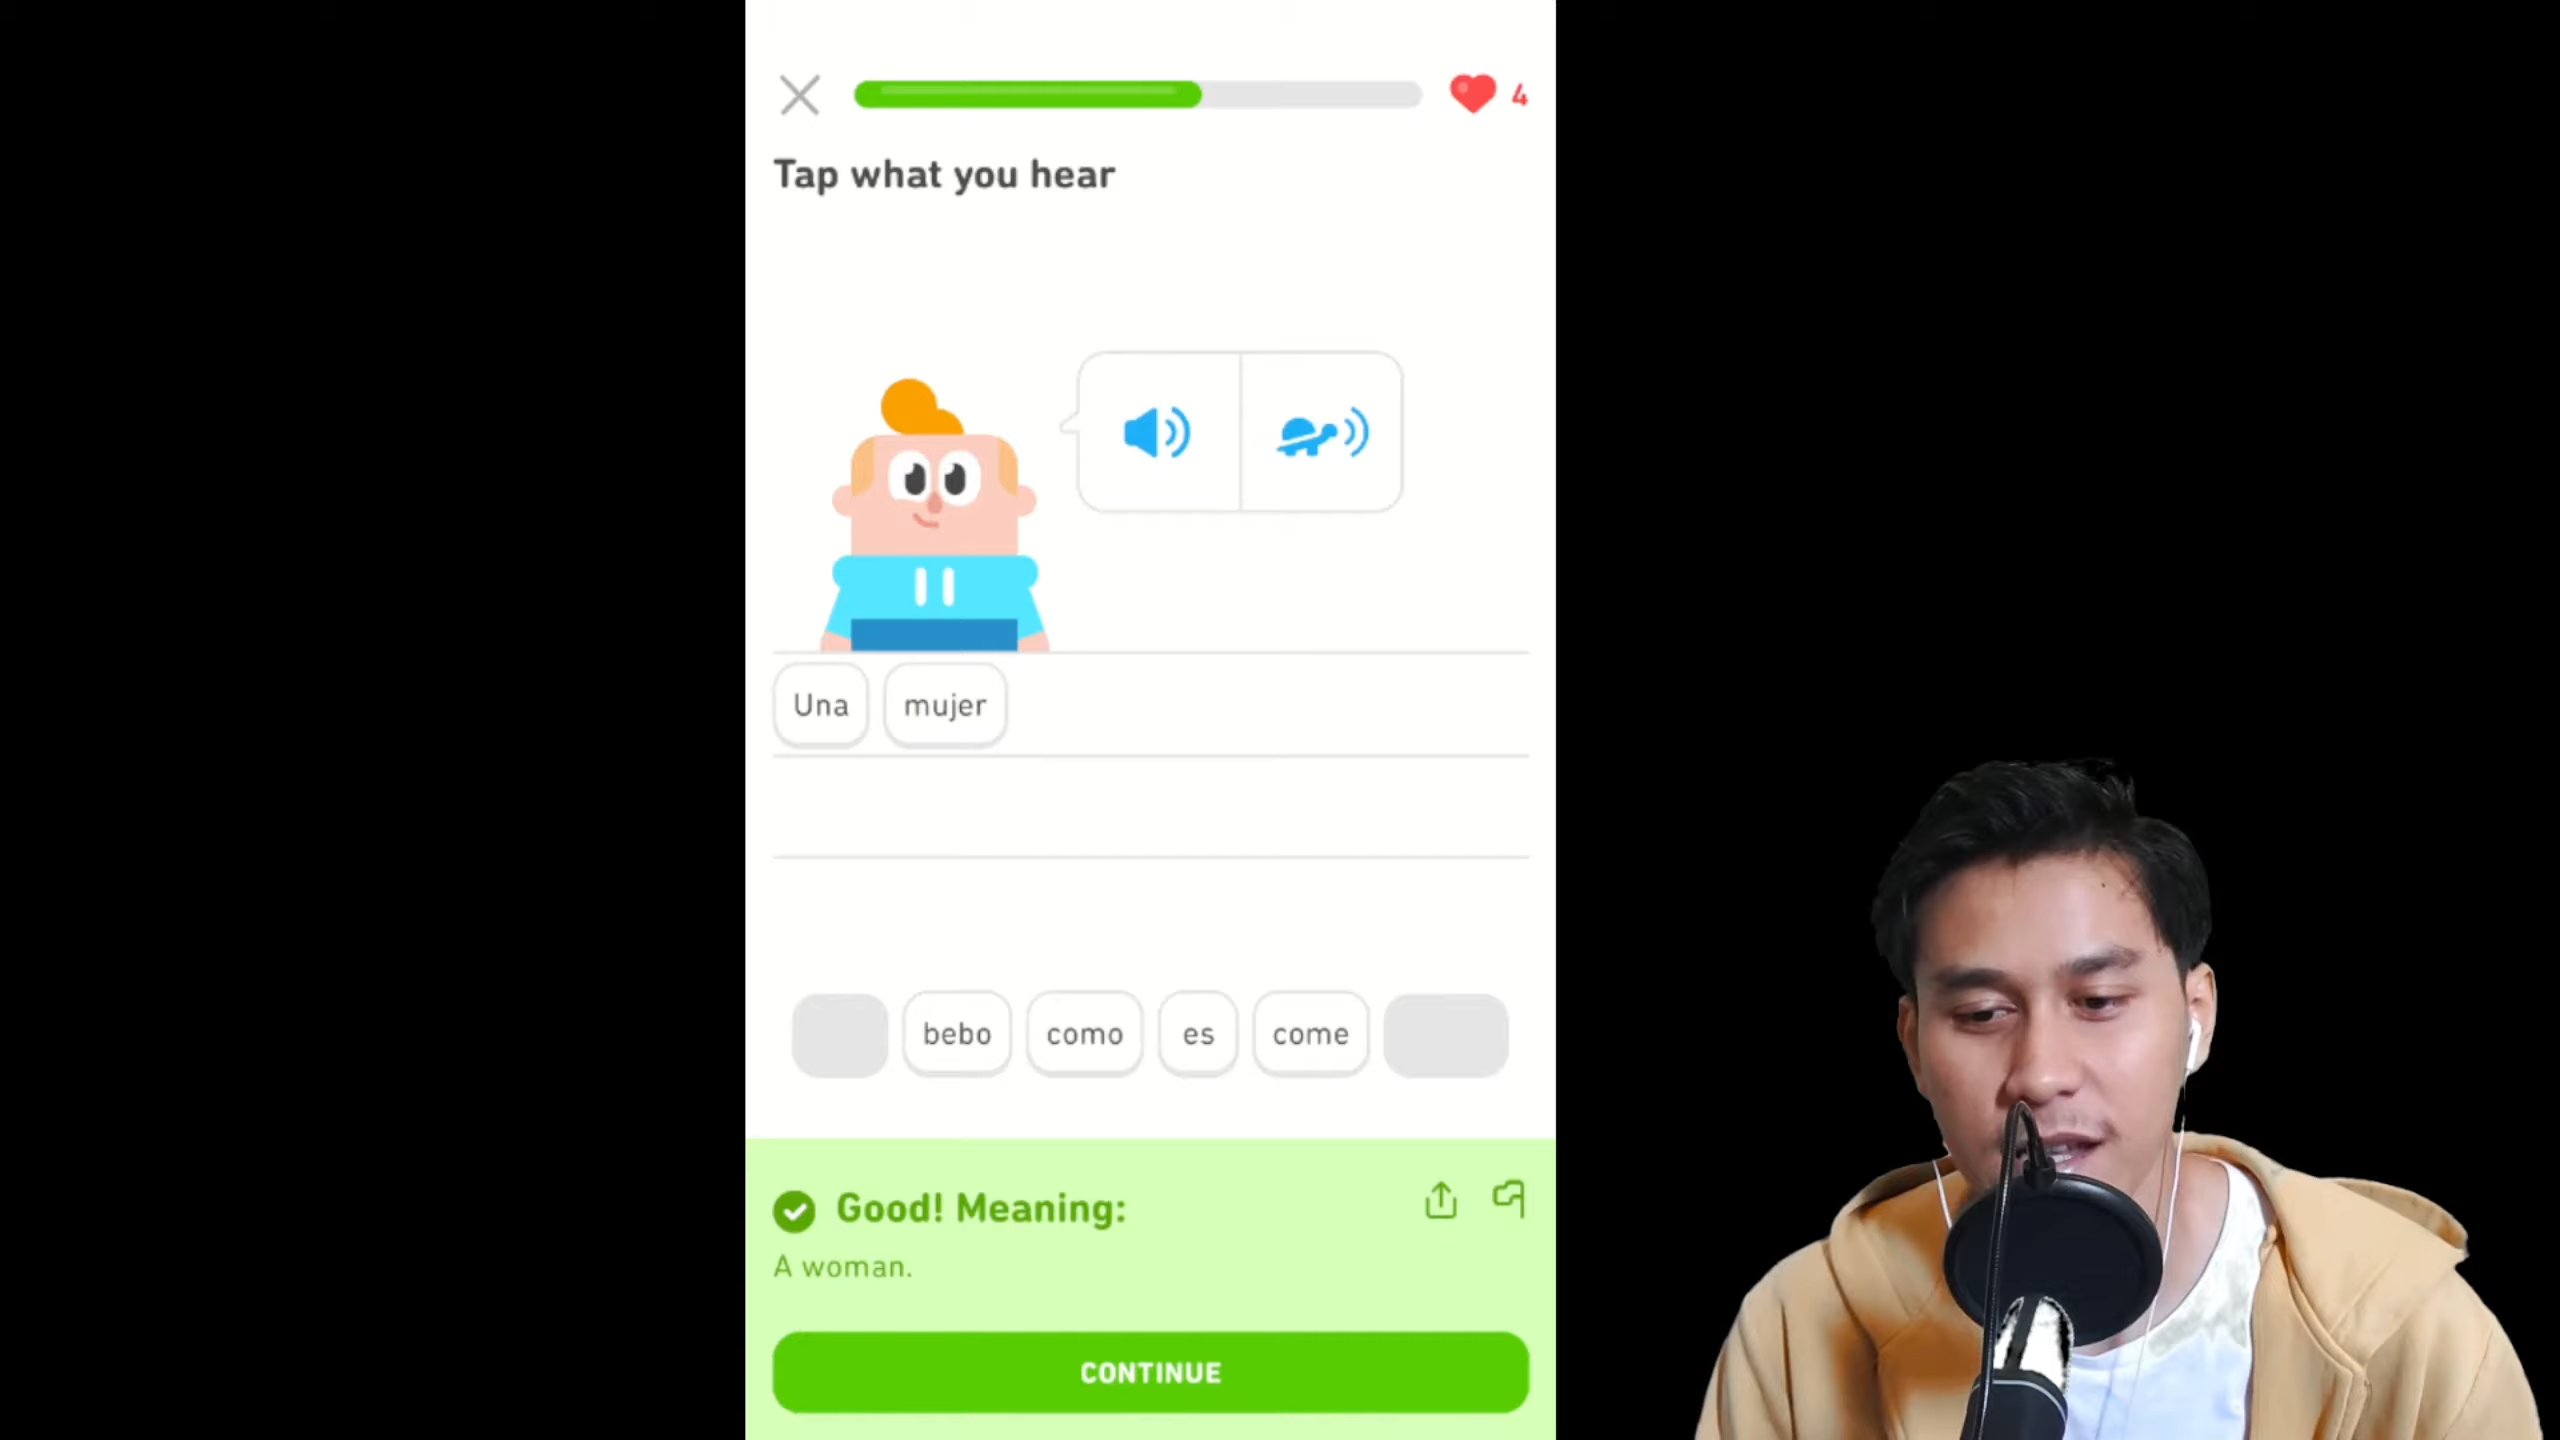 4
Tap what you hear
Una mujer
bebo como es come
Good! Meaning:
A woman.
CONTINUE